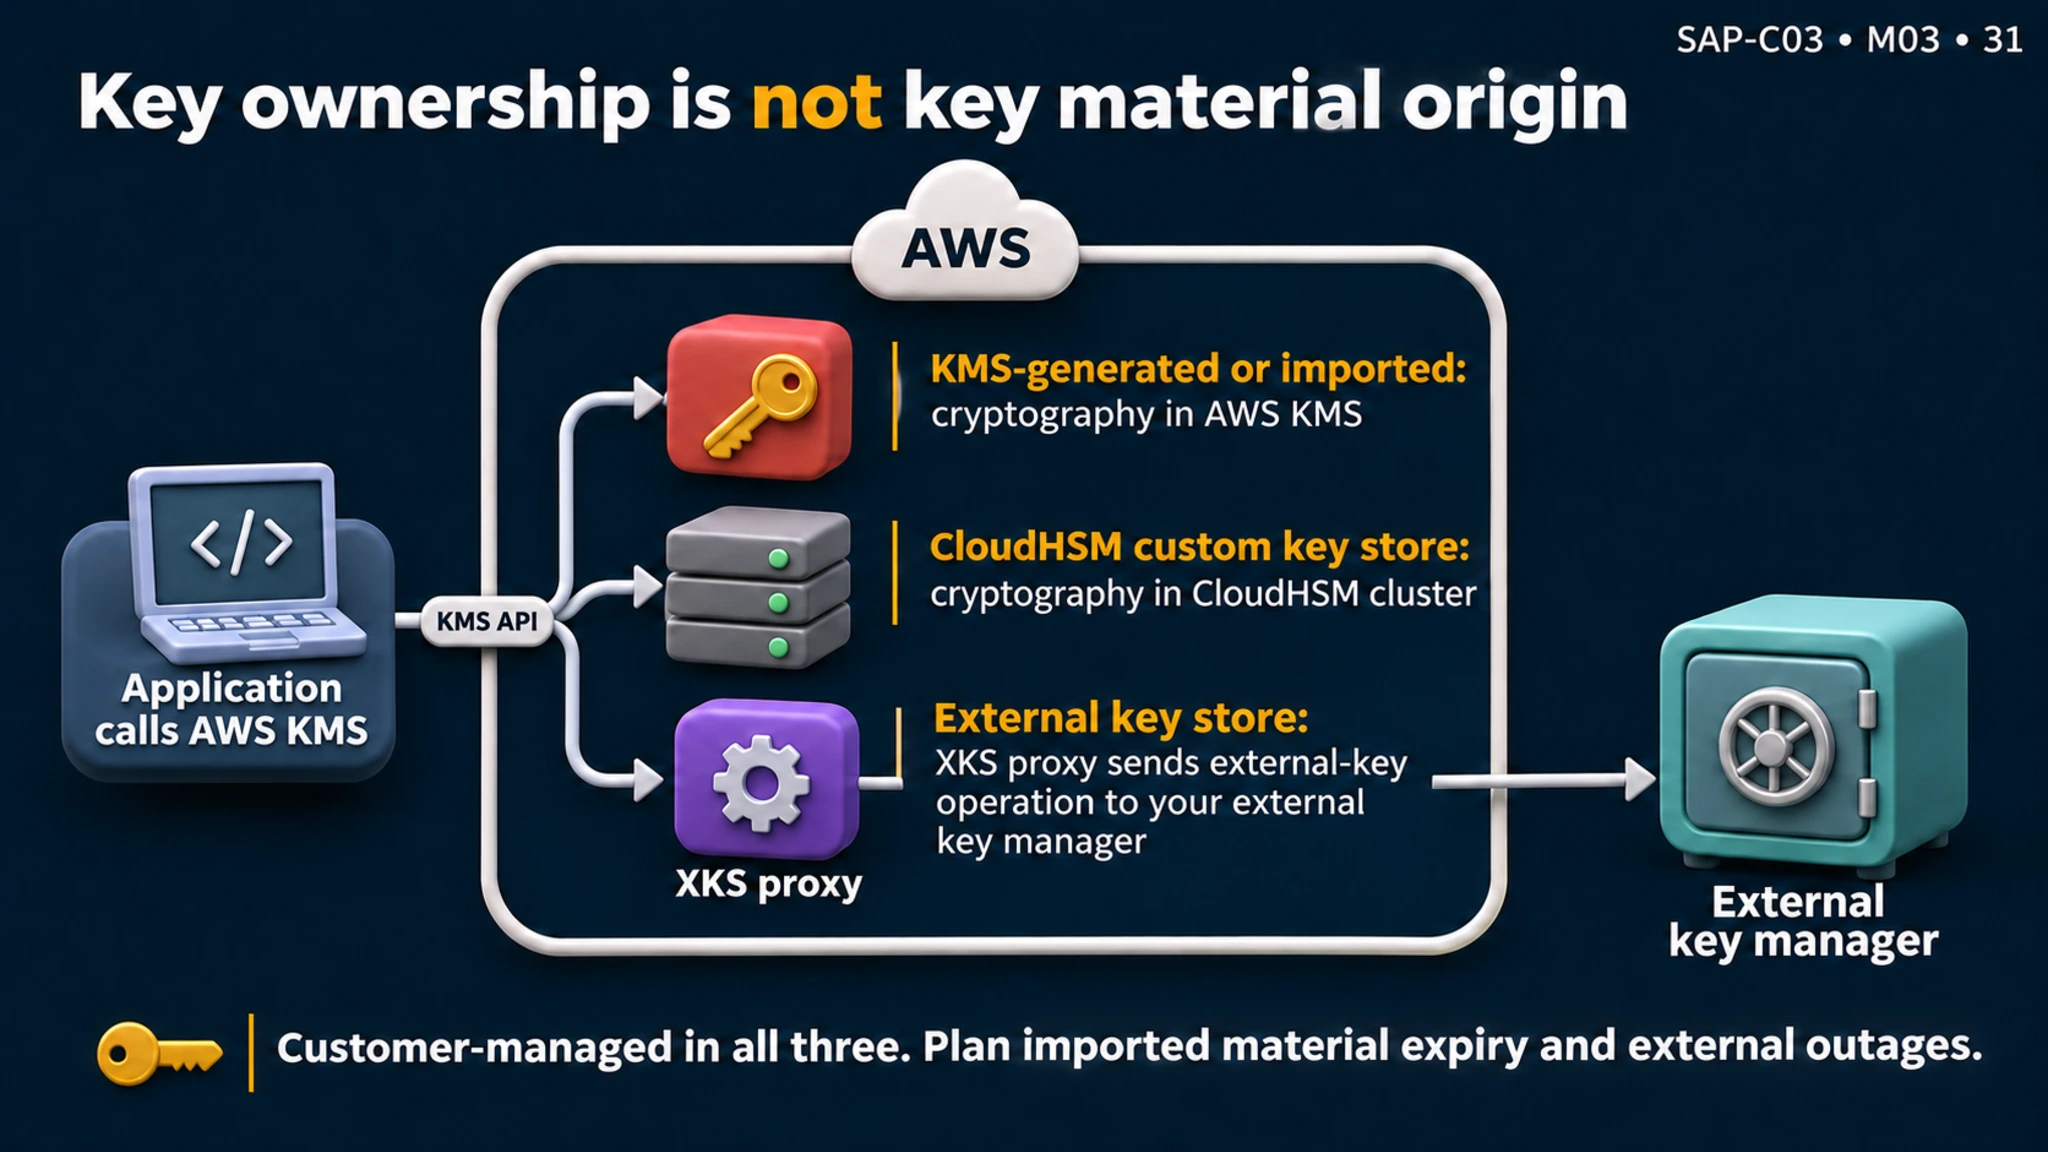 SAP-C03 • M03 • 31
Key ownership is not key material origin
AWS
KMS-generated or imported:
cryptography in AWS KMS
CloudHSM custom key store:
cryptography in CloudHSM cluster
KMS API
Application
calls AWS KMS
External key store:
XKS proxy sends external-key
operation to your external
key manager
XKS proxy
External
key manager
Customer-managed in all three. Plan imported material expiry and external outages.